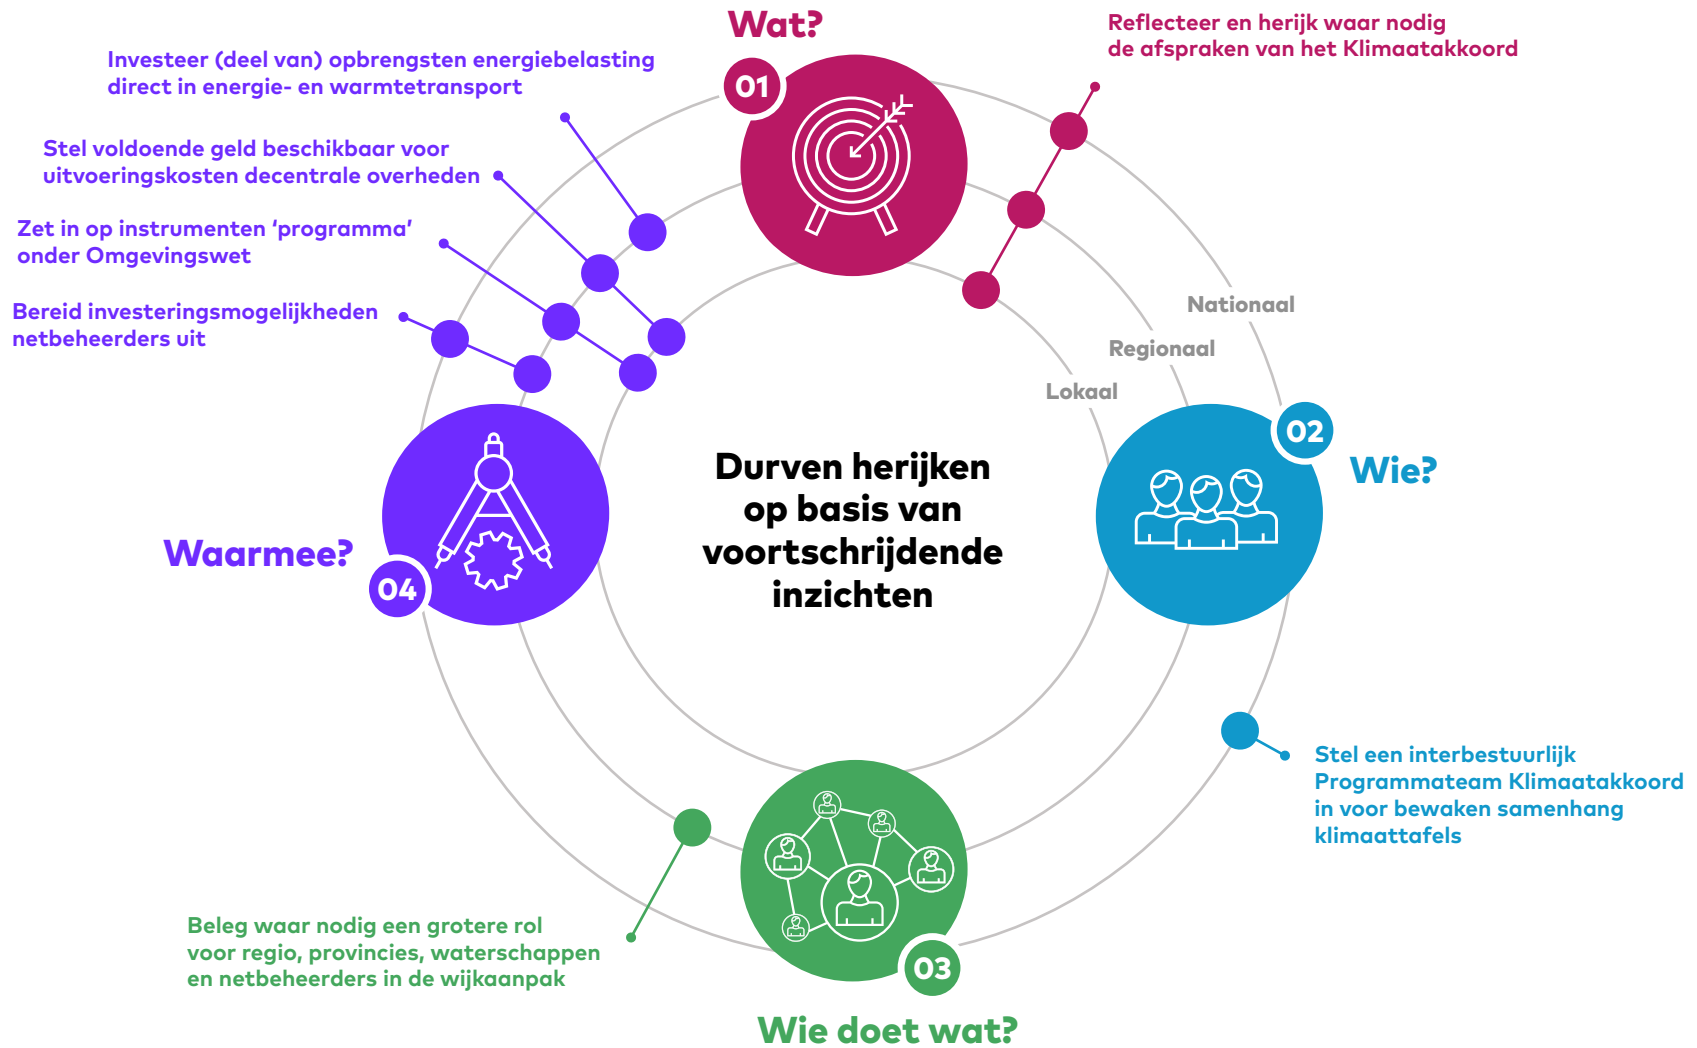 Wat?
01
Reflecteer en herijk waar nodig
de afspraken van het Klimaatakkoord
Investeer (deel van) opbrengsten energiebelasting
direct in energie- en warmtetransport
Stel voldoende geld beschikbaar voor
uitvoeringskosten decentrale overheden
Zet in op instrumenten ‘programma’
onder Omgevingswet
Bereid investeringsmogelijkheden
netbeheerders uit
Nationaal
Regionaal
Lokaal
02
Wie?
Durven herijken
op basis van
voortschrijdende
inzichten
Waarmee?
04
Stel een interbestuurlijk
Programmateam Klimaatakkoord
in voor bewaken samenhang
klimaattafels
Beleg waar nodig een grotere rol
voor regio, provincies, waterschappen
en netbeheerders in de wijkaanpak
03
Wie doet wat?